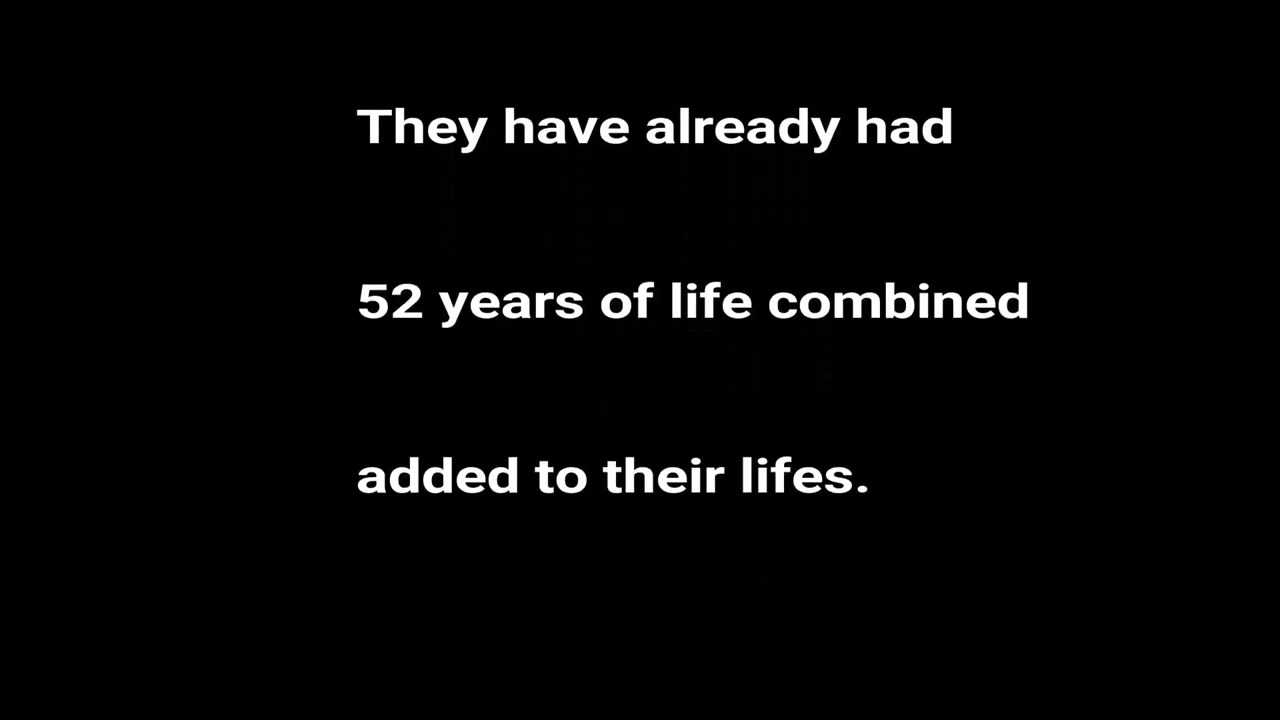 They have already had
52 years of life combined
added to their lifes.